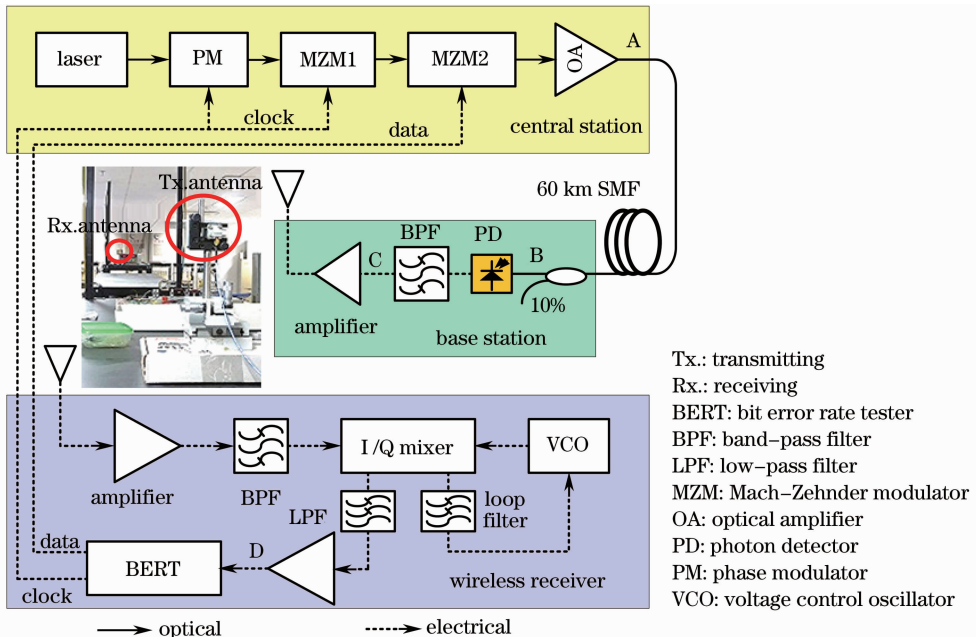 laser
PM
MZM1
MZM2
OA
A
clock
data
central station
60 km SMF
Tx.antenna
Rx.antenna
BPF
PD
C
B
10%
amplifier
base station
Tx.: transmitting
Rx.: receiving
BERT: bit error rate tester
BPF: band-pass filter
LPF: low-pass filter
MZM: Mach-Zehnder modulator
OA: optical amplifier
PD: photon detector
PM: phase modulator
VCO: voltage control oscillator
amplifier
BPF
I/Q mixer
VCO
LPF
loop
filter
data
BERT
D
clock
wireless receiver
optical
electrical